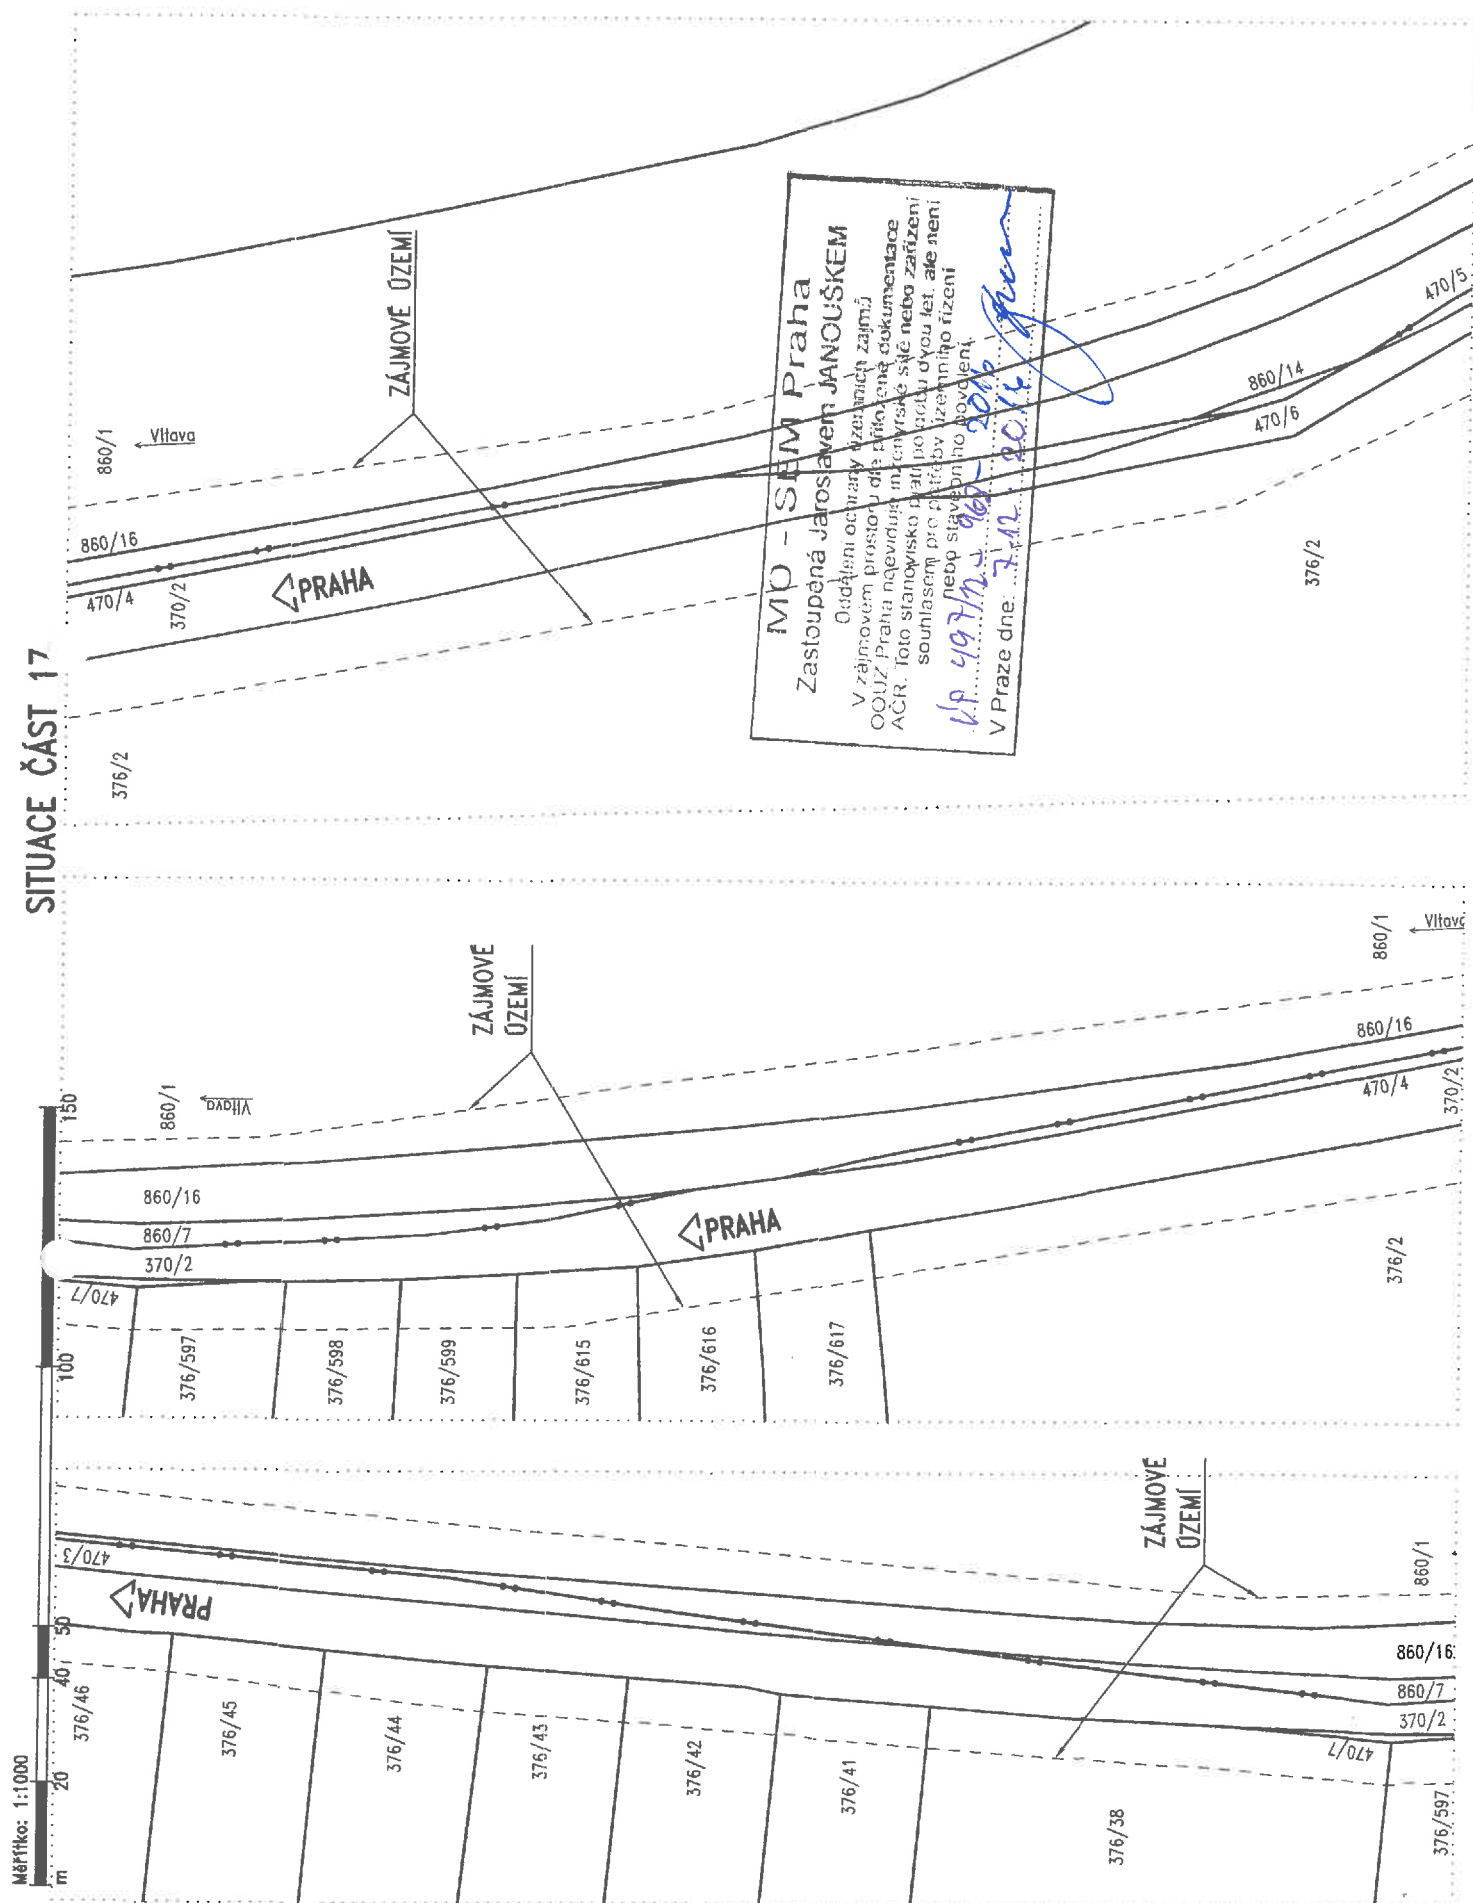 SITUACE ČÁST 17
Měřítko: 1:1000
m
20
40
50
100
150
376/46
376/45
376/44
376/43
376/42
376/41
376/38
376/597
470/3
PRAHA
ZÁJMOVÉ
ÚZEMÍ
860/1
860/16
860/7
370/2
470/7
860/1
Vltava
860/16
860/7
370/2
470/7
376/597
376/598
376/599
376/615
376/616
376/617
PRAHA
ZÁJMOVÉ
ÚZEMÍ
860/1
Vltava
860/16
470/4
370/2
376/2
860/1
Vltava
860/16
470/4
370/2
PRAHA
376/2
ZÁJMOVÉ ÚZEMÍ
860/14
470/6
470/5
376/2
MO - SEM Praha
Zastoupená Jaroslavem JANOUŠKEM
Oddělení ochrany územních zájmů
V zájmovém prostoru dle přiložené dokumentace
OOÚZ Praha neeviduje inženýrské sítě nebo zařízení
AČR. Toto stanovisko platí po dobu dvou let, ale není
souhlasem pro potřeby územního řízení
nebo stavebního povolení
V Praze dne: 7.12. 2016